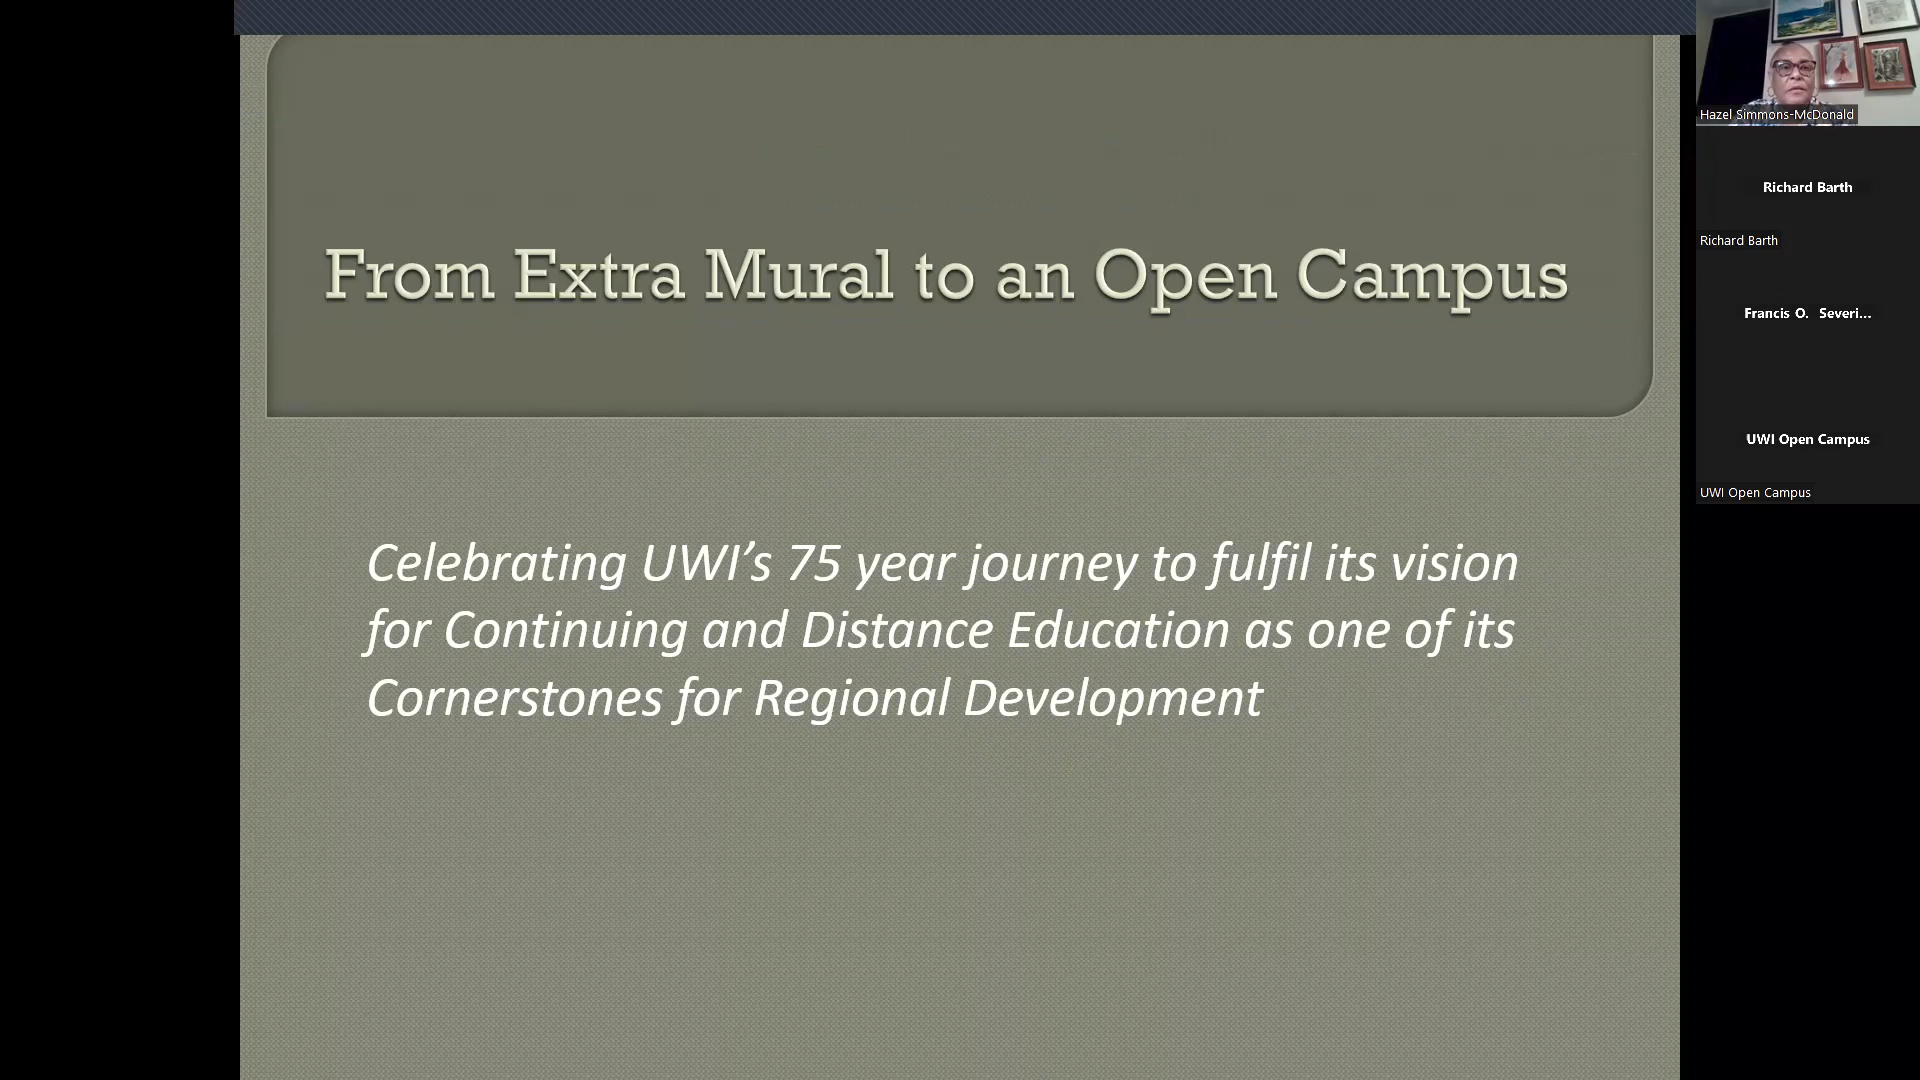 From Extra Mural to an Open Campus
Celebrating UWI’s 75 year journey to fulfil its vision
for Continuing and Distance Education as one of its
Cornerstones for Regional Development
Hazel Simmons-McDonald
Richard Barth
Richard Barth
Francis O. Severi...
UWI Open Campus
UWI Open Campus